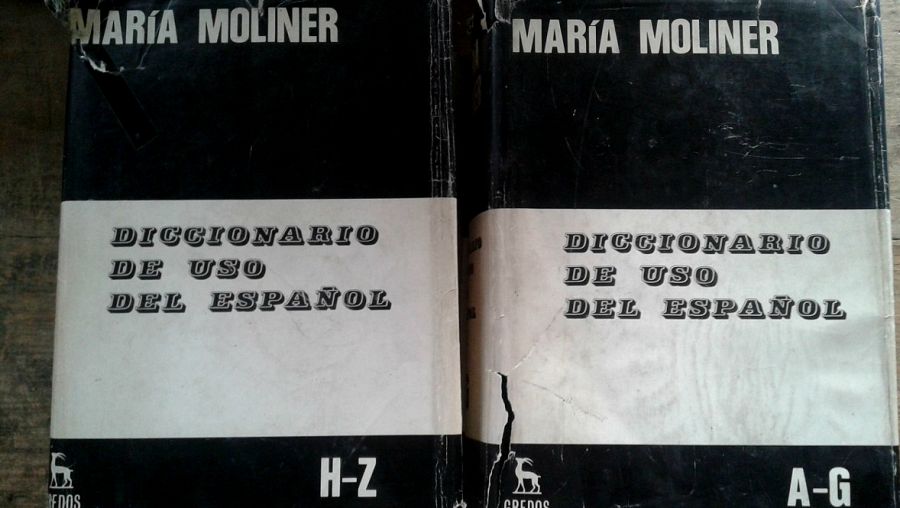 MARÍA MOLINER
DICCIONARIO
DE USO
DEL ESPAÑOL
H-Z
GREDOS
MARÍA MOLINER
DICCIONARIO
DE USO
DEL ESPAÑOL
A-G
GREDOS